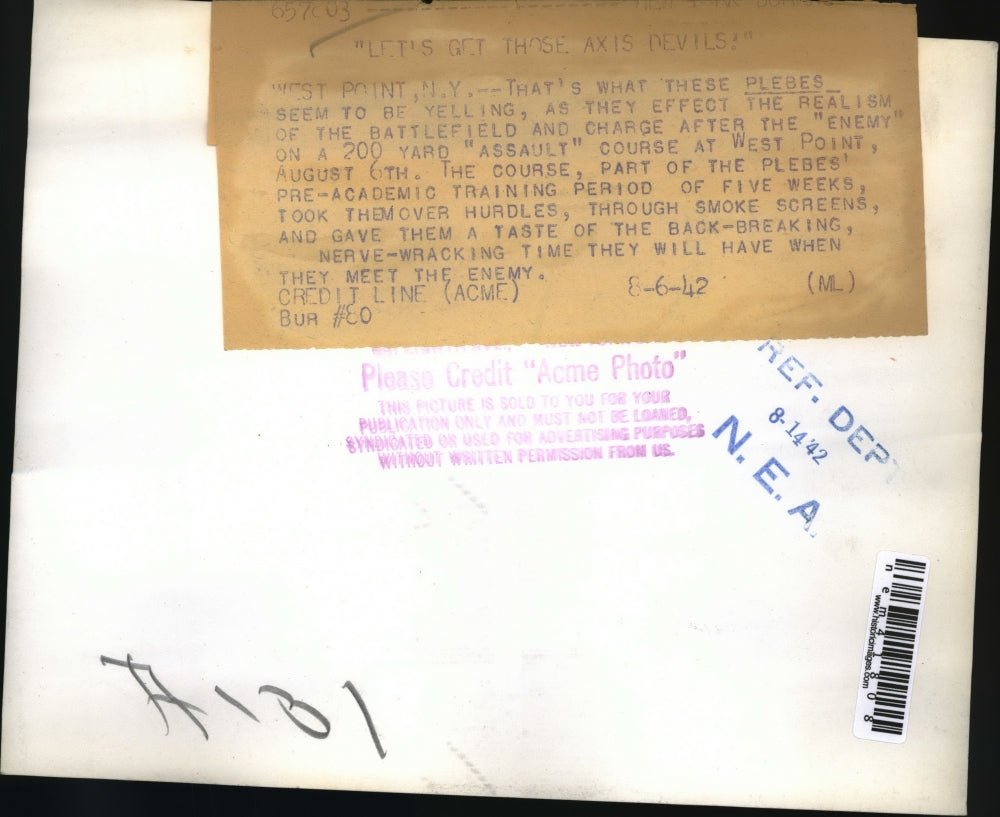 "LET'S GET THOSE AXIS DEVILS!"
WEST POINT, N.Y.--THAT'S WHAT THESE PLEBES
SEEM TO BE YELLING, AS THEY EFFECT THE REALISM
OF THE BATTLEFIELD AND CHARGE AFTER THE "ENEMY"
ON A 200 YARD "ASSAULT" COURSE AT WEST POINT,
AUGUST 6TH. THE COURSE, PART OF THE PLEBES'
PRE-ACADEMIC TRAINING PERIOD OF FIVE WEEKS,
TOOK THEMOVER HURDLES, THROUGH SMOKE SCREENS,
AND GAVE THEM A TASTE OF THE BACK-BREAKING,
NERVE-WRACKING TIME THEY WILL HAVE WHEN
THEY MEET THE ENEMY.
CREDIT LINE (ACME) 8-6-42 (ML)
BUR #80
Please Credit "Acme Photo"
THIS PICTURE IS SOLD TO YOU FOR YOUR
PUBLICATION ONLY AND MUST NOT BE LOANED,
SYNDICATED OR USED FOR ADVERTISING PURPOSES
WITHOUT WRITTEN PERMISSION FROM US.
REF. DEPT
8-14'42
N. E. A.
nem41808
www.historicimages.com